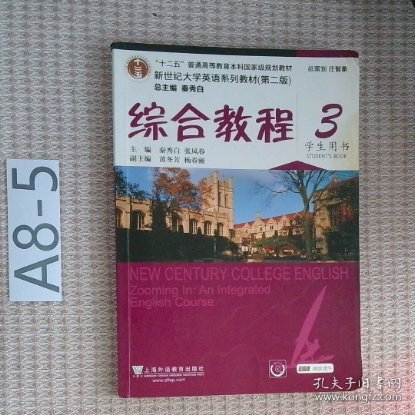 "十二五"普通高等教育本科国家级规划教材
总策划 庄智象
新世纪大学英语系列教材(第二版)
总主编 秦秀白
综合教程 3
学生用书
STUDENT'S BOOK
主 编 秦秀白 张凤春
副主编 黄冬芳 杨春丽
A8-5
NEW CENTURY COLLEGE ENGLISH
Zooming In: An Integrated
English Course
上海外语教育出版社
www.sflep.com
孔夫子旧书网